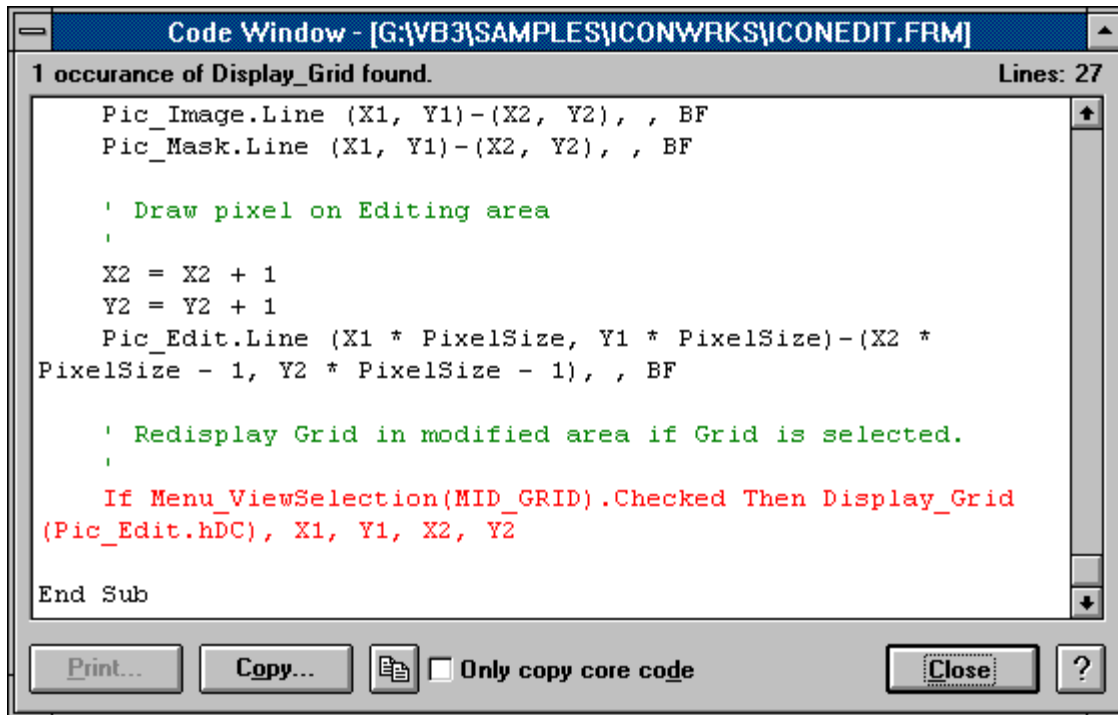 Code Window - [G:\VB3\SAMPLES\ICONWRKS\ICONEDIT.FRM]
1 occurance of Display_Grid found. Lines: 27
Pic_Image.Line (X1, Y1)-(X2, Y2), , BF
Pic_Mask.Line (X1, Y1)-(X2, Y2), , BF
' Draw pixel on Editing area
'
X2 = X2 + 1
Y2 = Y2 + 1
Pic_Edit.Line (X1 * PixelSize, Y1 * PixelSize)-(X2 *
PixelSize - 1, Y2 * PixelSize - 1), , BF
' Redisplay Grid in modified area if Grid is selected.
'
If Menu_ViewSelection(MID_GRID).Checked Then Display_Grid
(Pic_Edit.hDC), X1, Y1, X2, Y2
End Sub
Print... Copy... Only copy core code Close ?